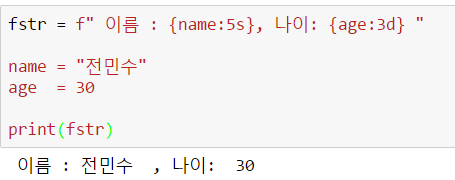 fstr = f" 이름 : {name:5s}, 나이: {age:3d} "
name = "전민수"
age  = 30
print(fstr)
 이름 : 전민수  , 나이:  30